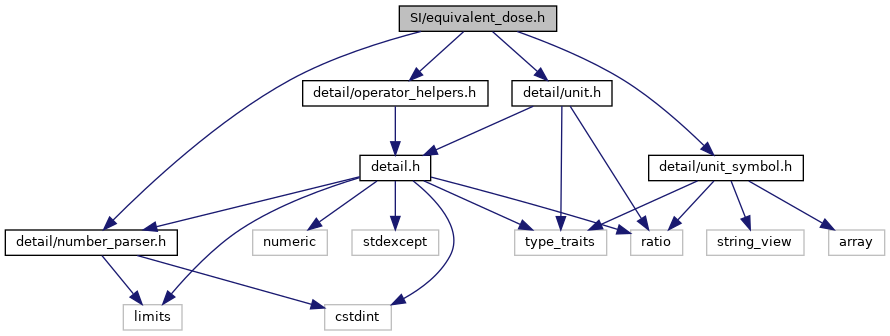 SI/equivalent_dose.h
detail/operator_helpers.h
detail/unit.h
detail.h
detail/unit_symbol.h
detail/number_parser.h
numeric
stdexcept
type_traits
ratio
string_view
array
limits
cstdint